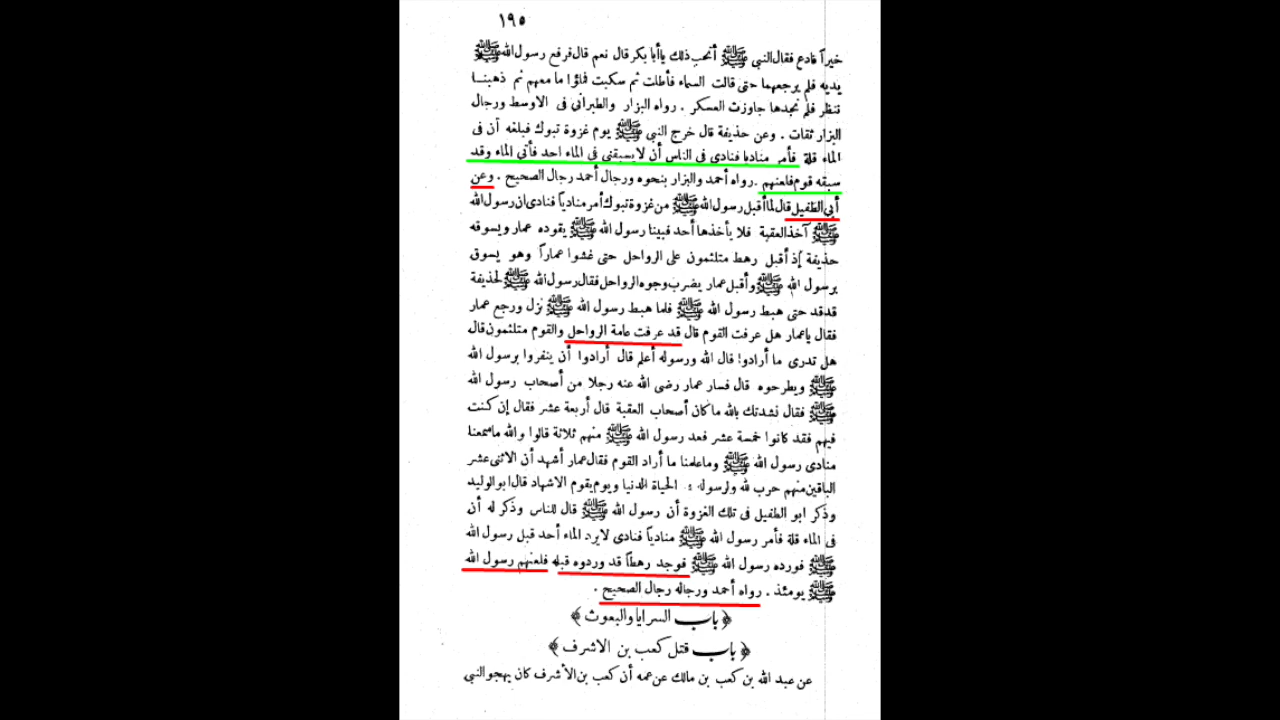 ١٩٥
خيراً فادع فقال النبي ﷺ أتحب ذلك يا أبا بكر قال نعم قال فرفع رسول الله ﷺ
يديه فلم يرجعهما حتى قالت السماء فأطلت ثم سكبت فملؤا ما معهم ثم ذهبنا
ننظر فلم نجدها جاوزت العسكر . رواه البزار والطبراني فى الاوسط ورجال
البزار ثقات . وعن حذيفة قال خرج النبي ﷺ يوم غزوة تبوك فبلغه أن فى
الماء قلة فأمر مناديا فنادى فى الناس أن لا يسبقني في الماء احد فأتى الماء وقد
سبقه قوم فلعنهم . رواه أحمد والبزار بنحوه ورجال أحمد رجال الصحيح . وعن
أبي الطفيل قال لما أقبل رسول الله ﷺ من غزوة تبوك أمر منادياً فنادى ان رسول الله
ﷺ آخذ العقبة فلا يأخذها أحد فبينا رسول الله ﷺ يقوده عمار ويسوقه
حذيفة إذ أقبل رهط متلثمون على الرواحل حتى غشوا عماراً وهو يسوق
برسول الله ﷺ وأقبل عمار يضرب وجوه الرواحل فقال رسول الله ﷺ لحذيفة
قدقد حتى هبط رسول الله ﷺ فلما هبط رسول الله ﷺ نزل ورجع عمار
فقال يا عمار هل عرفت القوم قال قد عرفت عامة الرواحل والقوم متلثمون قال
هل تدرى ما أرادوا قال الله ورسوله أعلم قال أرادوا أن ينفروا برسول الله
ﷺ ويطرحوه قال فسار عمار رضى الله عنه رجلا من أصحاب رسول الله
ﷺ فقال نشدتك بالله ما كان أصحاب العقبة قال أربعة عشر فقال إن كنت
فيهم فقد كانوا خمسة عشر فعد رسول الله ﷺ منهم ثلاثة قالوا والله ما سمعنا
منادى رسول الله ﷺ وما علمنا ما أراد القوم فقال عمار أشهد أن الاثنى عشر
الباقين منهم حرب لله ولرسوله الحياة الدنيا ويوم يقوم الاشهاد قال ابو الوليد
وذكر ابو الطفيل فى تلك الغزوة أن رسول الله ﷺ قال للناس وذكر له أن
فى الماء قلة فأمر رسول الله ﷺ منادياً فنادى لا يرد الماء أحد قبل رسول الله
ﷺ فورده رسول الله ﷺ فوجد رهطاً قد وردوه قبله فلعنهم رسول الله
ﷺ يومئذ . رواه أحمد ورجاله رجال الصحيح .
﴿ باب السرايا والبعوث ﴾
﴿ باب قتل كعب بن الاشرف ﴾
عن عبد الله بن كعب بن مالك عن عمه أن كعب بن الأشرف كان يهجو النبي